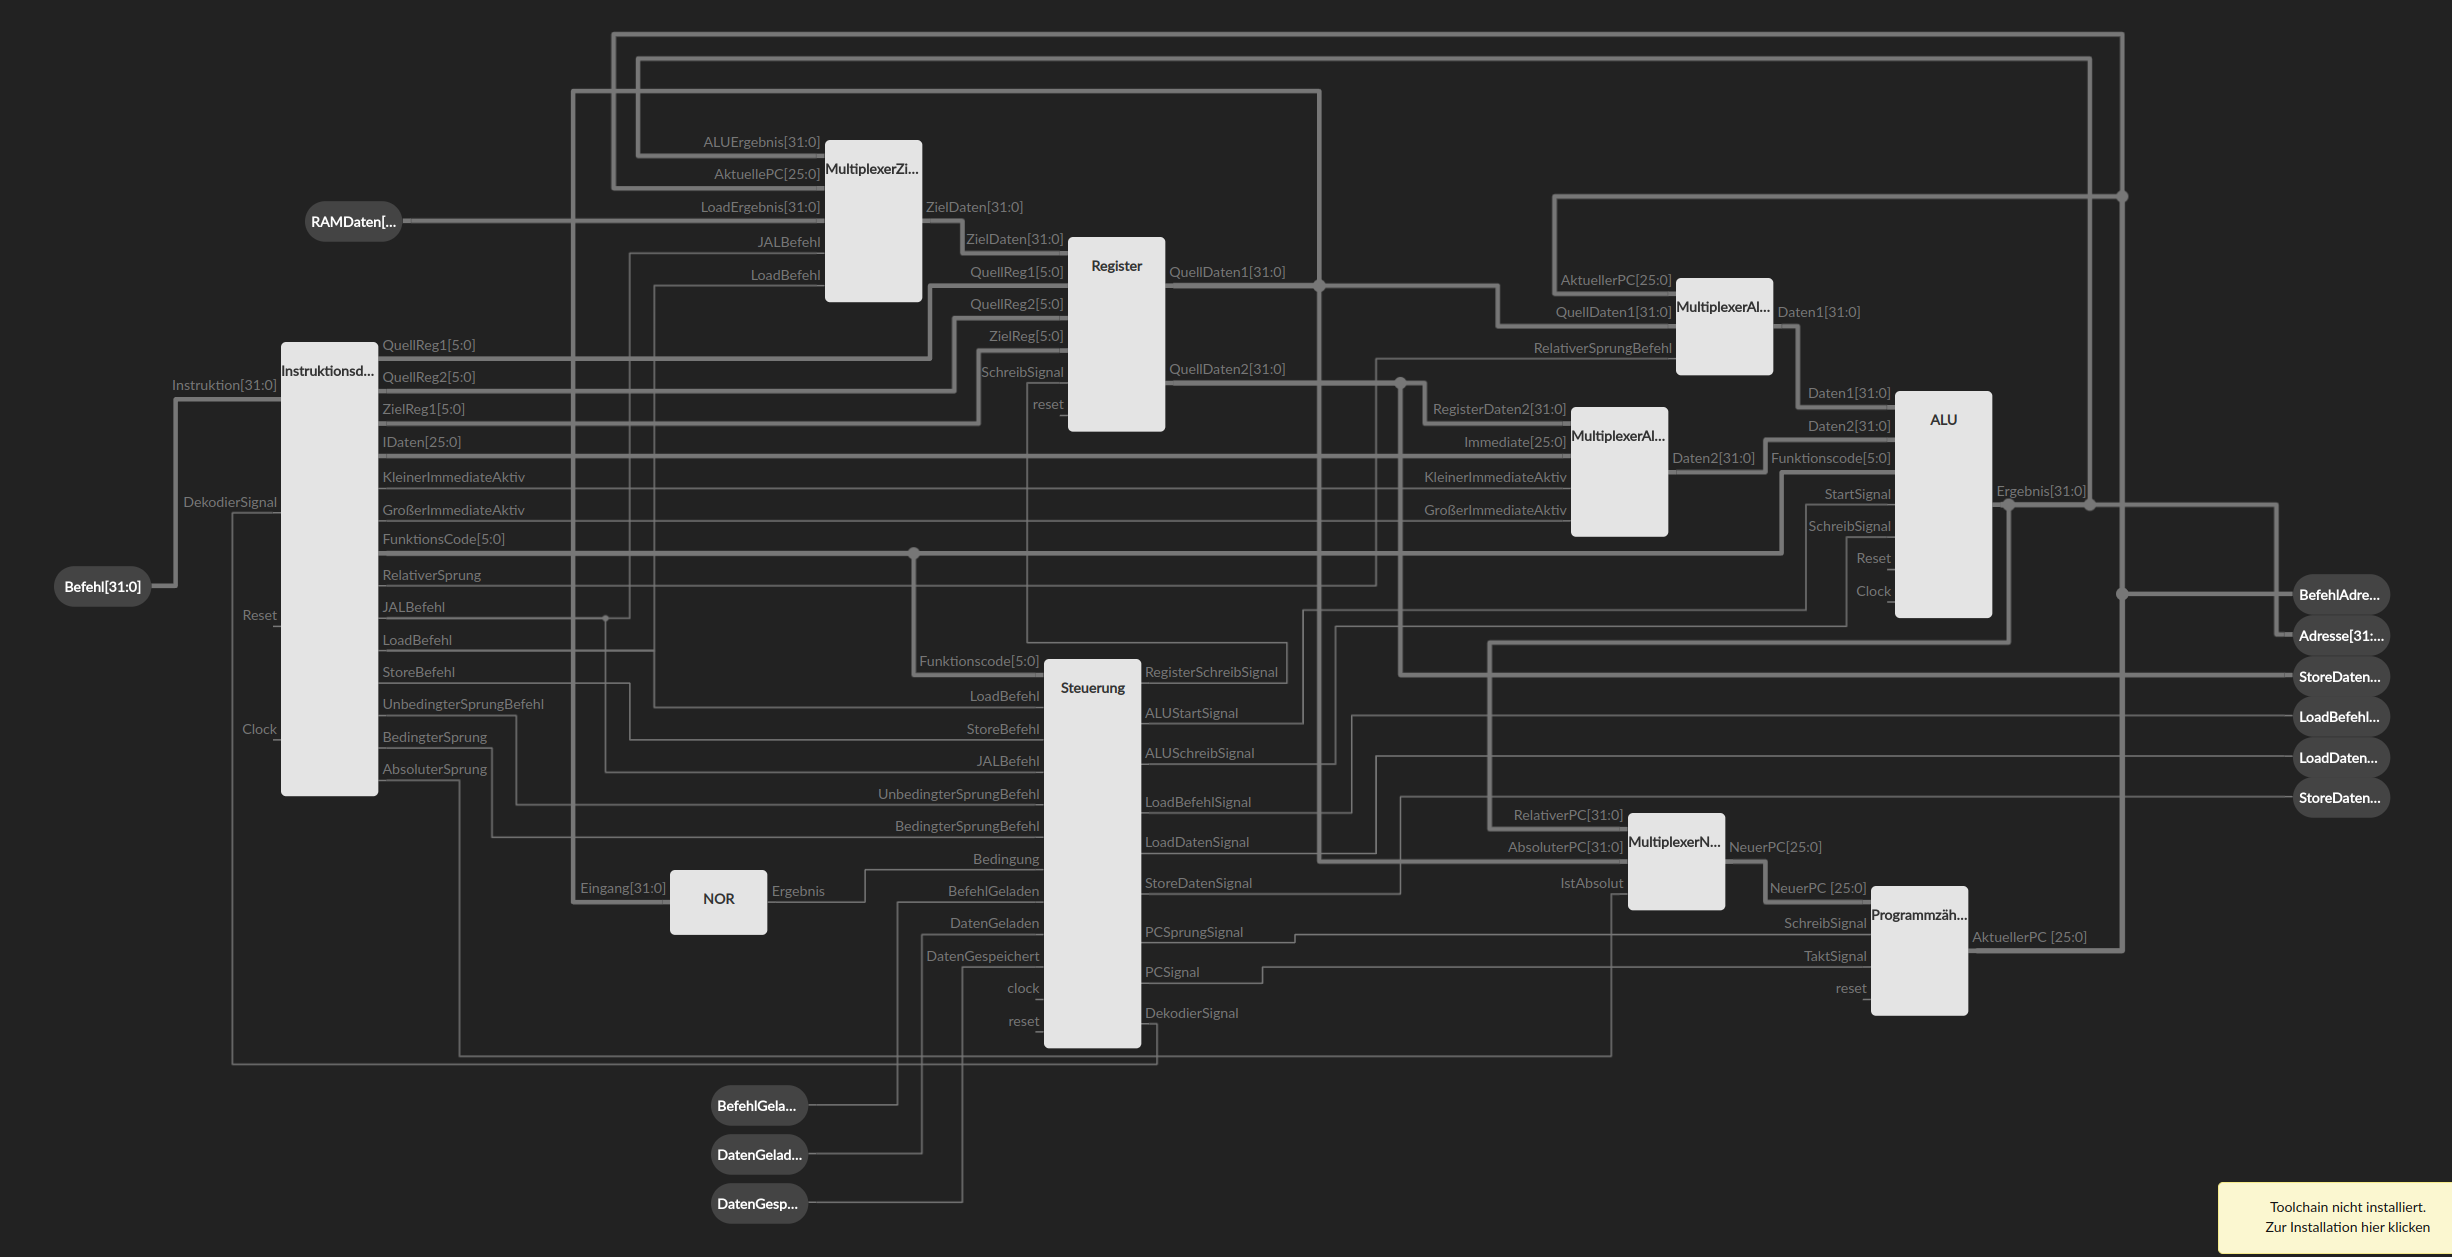 ALUErgebnis[31:0]
AktuellePC[25:0]
LoadErgebnis[31:0]
JALBefehl
LoadBefehl
MultiplexerZi...
ZielDaten[31:0]
RAMDaten[...
ZielDaten[31:0]
QuellReg1[5:0]
QuellReg2[5:0]
ZielReg[5:0]
SchreibSignal
reset
Register
QuellDaten1[31:0]
QuellDaten2[31:0]
AktuellerPC[25:0]
QuellDaten1[31:0]
RelativerSprungBefehl
MultiplexerAl...
Daten1[31:0]
RegisterDaten2[31:0]
Immediate[25:0]
KleinerImmediateAktiv
GroßerImmediateAktiv
MultiplexerAl...
Daten2[31:0]
Daten1[31:0]
Daten2[31:0]
Funktionscode[5:0]
StartSignal
SchreibSignal
Reset
Clock
ALU
Ergebnis[31:0]
Instruktion[31:0]
DekodierSignal
Reset
Clock
Instruktionsd...
Befehl[31:0]
QuellReg1[5:0]
QuellReg2[5:0]
ZielReg1[5:0]
IDaten[25:0]
KleinerImmediateAktiv
GroßerImmediateAktiv
FunktionsCode[5:0]
RelativerSprung
JALBefehl
LoadBefehl
StoreBefehl
UnbedingterSprungBefehl
BedingterSprung
AbsoluterSprung
Funktionscode[5:0]
LoadBefehl
StoreBefehl
JALBefehl
UnbedingterSprungBefehl
BedingterSprungBefehl
Bedingung
BefehlGeladen
DatenGeladen
DatenGespeichert
clock
reset
Steuerung
RegisterSchreibSignal
ALUStartSignal
ALUSchreibSignal
LoadBefehlSignal
LoadDatenSignal
StoreDatenSignal
PCSprungSignal
PCSignal
DekodierSignal
Eingang[31:0]
NOR
Ergebnis
RelativerPC[31:0]
AbsoluterPC[31:0]
IstAbsolut
MultiplexerN...
NeuerPC[25:0]
NeuerPC [25:0]
SchreibSignal
TaktSignal
reset
Programmzäh...
AktuellerPC [25:0]
BefehlAdre...
Adresse[31:...
StoreDaten...
LoadBefehl...
LoadDaten...
StoreDaten...
BefehlGela...
DatenGelad...
DatenGesp...
Toolchain nicht installiert.
Zur Installation hier klicken